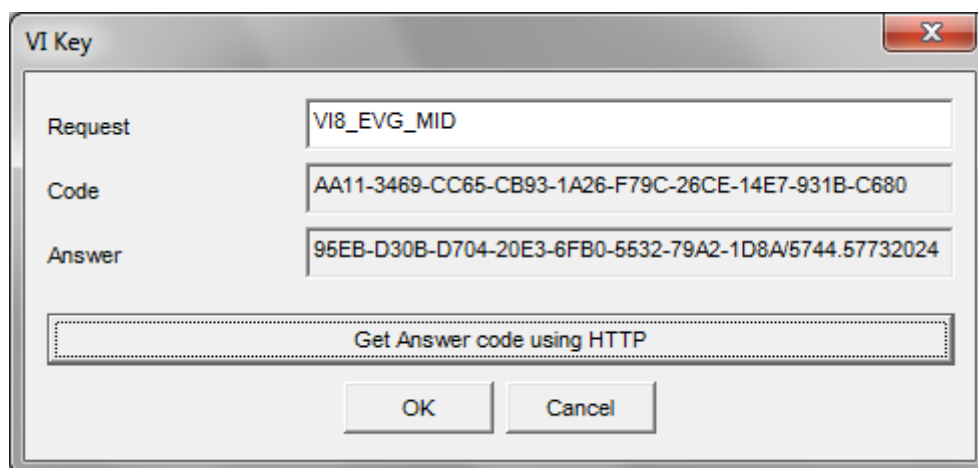 VI Key
Request VI8_EVG_MID
Code AA11-3469-CC65-CB93-1A26-F79C-26CE-14E7-931B-C680
Answer 95EB-D30B-D704-20E3-6FB0-5532-79A2-1D8A/5744.57732024
Get Answer code using HTTP
OK Cancel